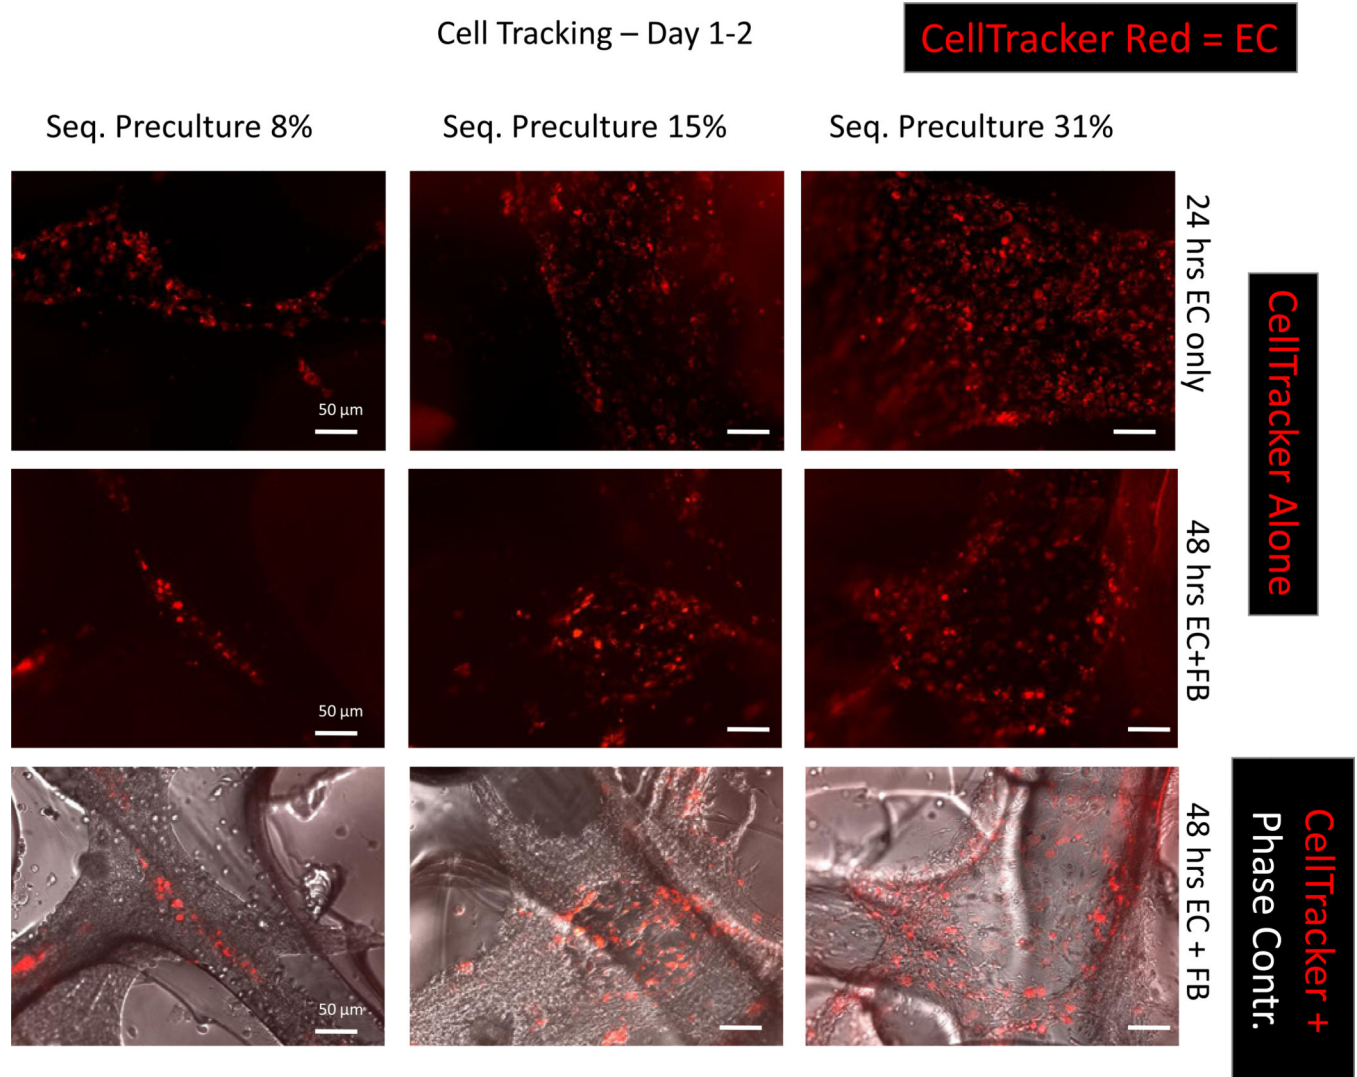 Cell Tracking – Day 1-2
CellTracker Red = EC
Seq. Preculture 8%
Seq. Preculture 15%
Seq. Preculture 31%
50 µm
24 hrs EC only
CellTracker Alone
50 µm
48 hrs EC+FB
50 µm
48 hrs EC + FB
CellTracker +
Phase Contr.